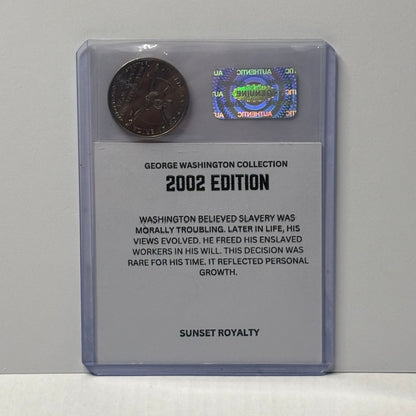 AUTHENTIC
GENUINE
GEORGE WASHINGTON COLLECTION
2002 EDITION
WASHINGTON BELIEVED SLAVERY WAS
MORALLY TROUBLING. LATER IN LIFE, HIS
VIEWS EVOLVED. HE FREED HIS ENSLAVED
WORKERS IN HIS WILL. THIS DECISION WAS
RARE FOR HIS TIME. IT REFLECTED PERSONAL
GROWTH.
SUNSET ROYALTY